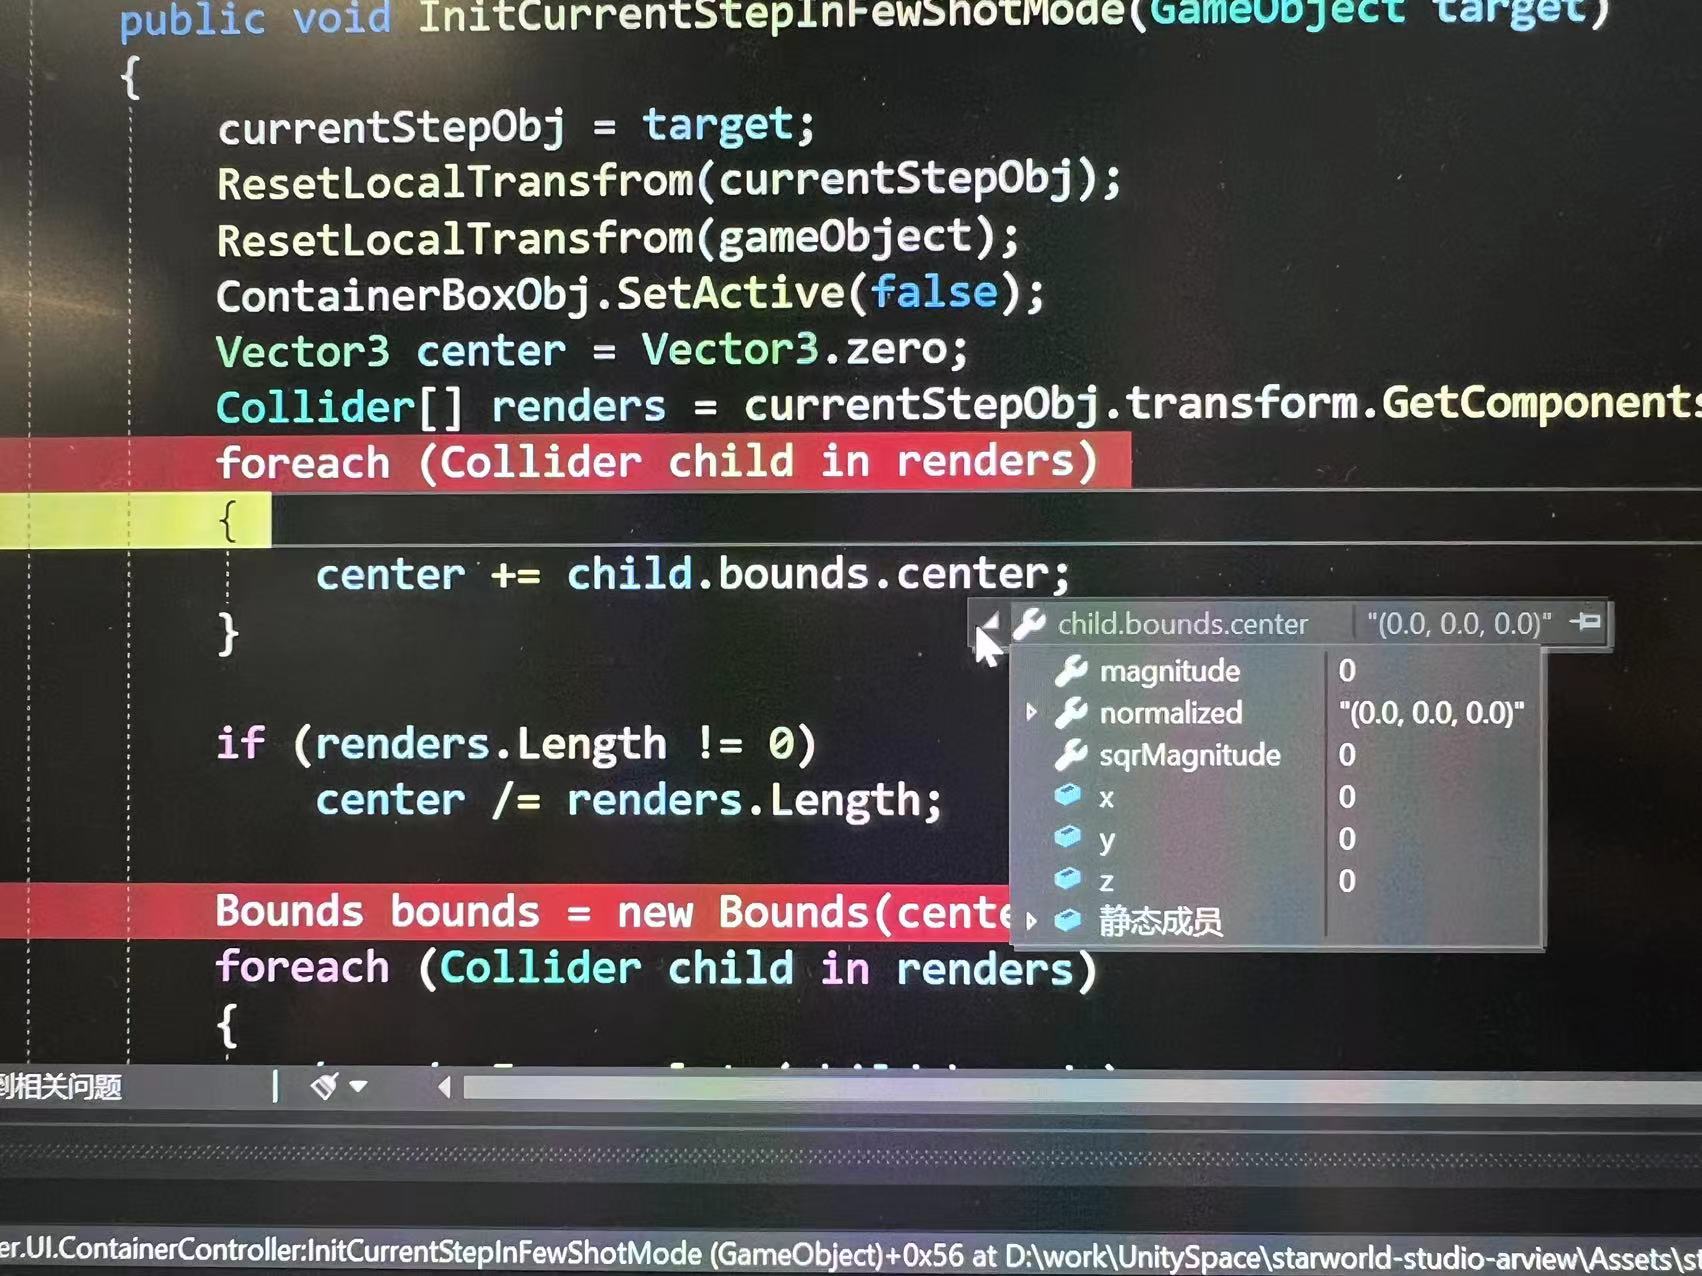 public void InitCurrentStepInFewShotMode(GameObject target)
{
currentStepObj = target;
ResetLocalTransfrom(currentStepObj);
ResetLocalTransfrom(gameObject);
ContainerBoxObj.SetActive(false);
Vector3 center = Vector3.zero;
Collider[] renders = currentStepObj.transform.GetComponents
foreach (Collider child in renders)
{
center += child.bounds.center;
}
child.bounds.center "(0.0, 0.0, 0.0)"
magnitude 0
normalized "(0.0, 0.0, 0.0)"
sqrMagnitude 0
x 0
y 0
z 0
静态成员
if (renders.Length != 0)
center /= renders.Length;
Bounds bounds = new Bounds(cente
foreach (Collider child in renders)
{
到相关问题
er.UI.ContainerController:InitCurrentStepInFewShotMode (GameObject)+0x56 at D:\work\UnitySpace\starworld-studio-arview\Assets\st